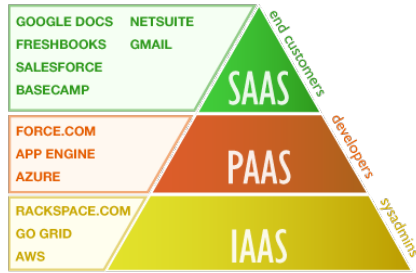 GOOGLE DOCS NETSUITE
FRESHBOOKS GMAIL
SALESFORCE
BASECAMP
SAAS
end customers
FORCE.COM
APP ENGINE
AZURE
PAAS
developers
RACKSPACE.COM
GO GRID
AWS
IAAS
sysadmins